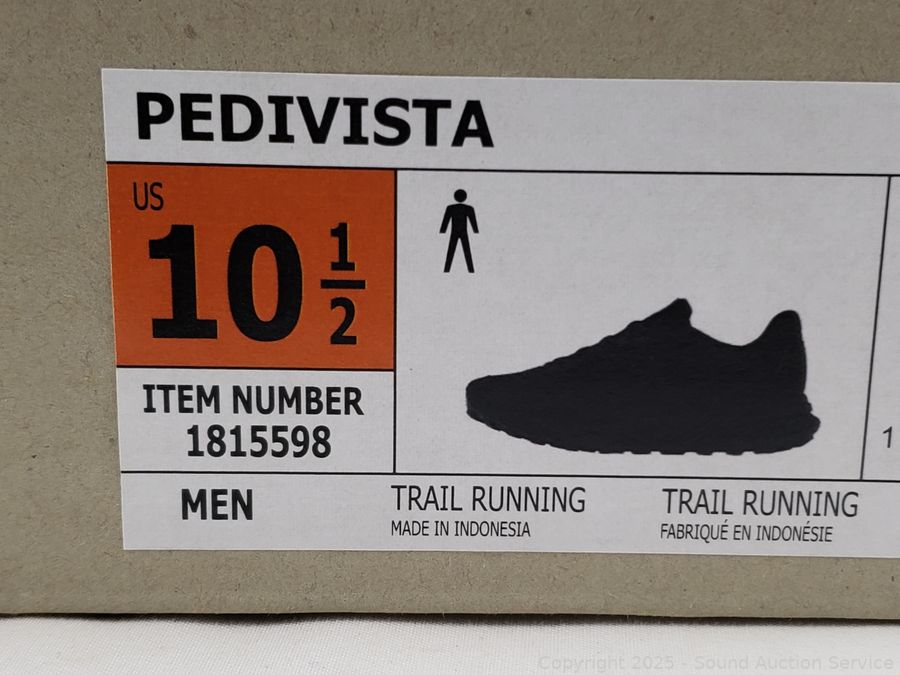 PEDIVISTA
US
10 1/2
ITEM NUMBER
1815598
1
MEN
TRAIL RUNNING
MADE IN INDONESIA
TRAIL RUNNING
FABRIQUÉ EN INDONÉSIE
Copyright 2025 - Sound Auction Service